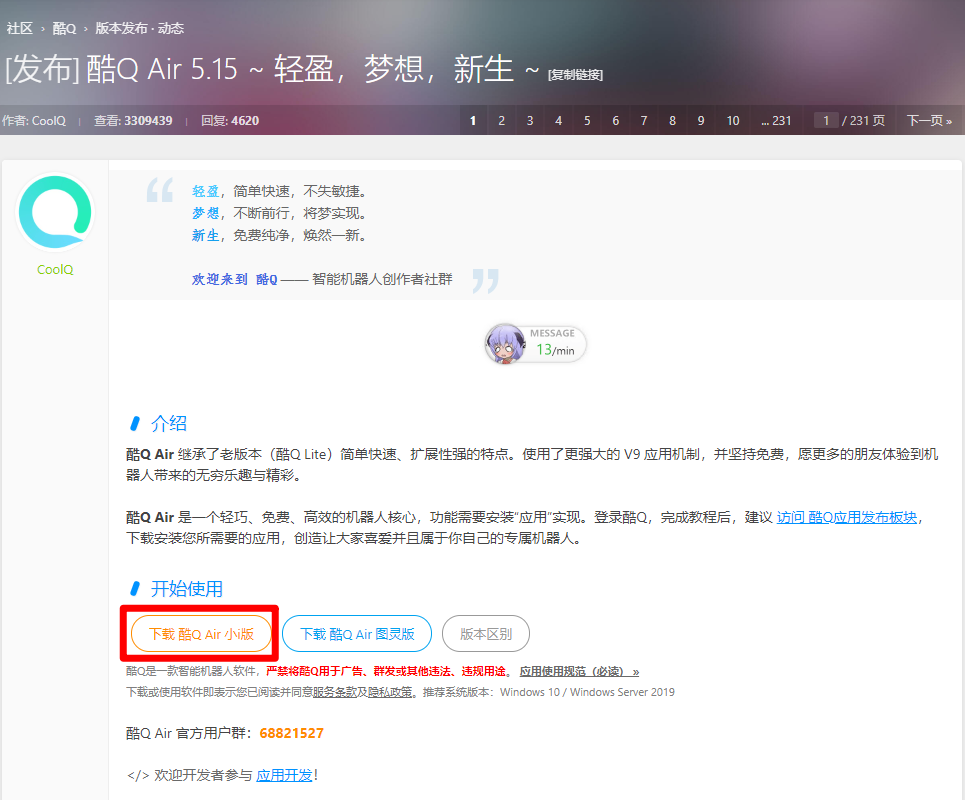 社区 › 酷Q › 版本发布 · 动态
[发布] 酷Q Air 5.15 ~ 轻盈，梦想，新生 ~ [复制链接]
作者: CoolQ | 查看: 3309439 | 回复: 4620 1 2 3 4 5 6 7 8 9 10 ... 231 1 / 231 页 下一页 »
CoolQ
轻盈，简单快速，不失敏捷。
梦想，不断前行，将梦实现。
新生，免费纯净，焕然一新。
欢迎来到 酷Q —— 智能机器人创作者社群
MESSAGE
13/min
介绍
酷Q Air 继承了老版本（酷Q Lite）简单快速、扩展性强的特点。使用了更强大的 V9 应用机制，并坚持免费，愿更多的朋友体验到机
器人带来的无穷乐趣与精彩。
酷Q Air 是一个轻巧、免费、高效的机器人核心，功能需要安装“应用”实现。登录酷Q，完成教程后，建议 访问 酷Q应用发布板块，
下载安装您所需要的应用，创造让大家喜爱并且属于你自己的专属机器人。
开始使用
下载 酷Q Air 小i版 下载 酷Q Air 图灵版 版本区别
酷Q是一款智能机器人软件，严禁将酷Q用于广告、群发或其他违法、违规用途。 应用使用规范（必读） »
下载或使用软件即表示您已阅读并同意服务条款及隐私政策。推荐系统版本：Windows 10 / Windows Server 2019
酷Q Air 官方用户群：68821527
</> 欢迎开发者参与 应用开发！